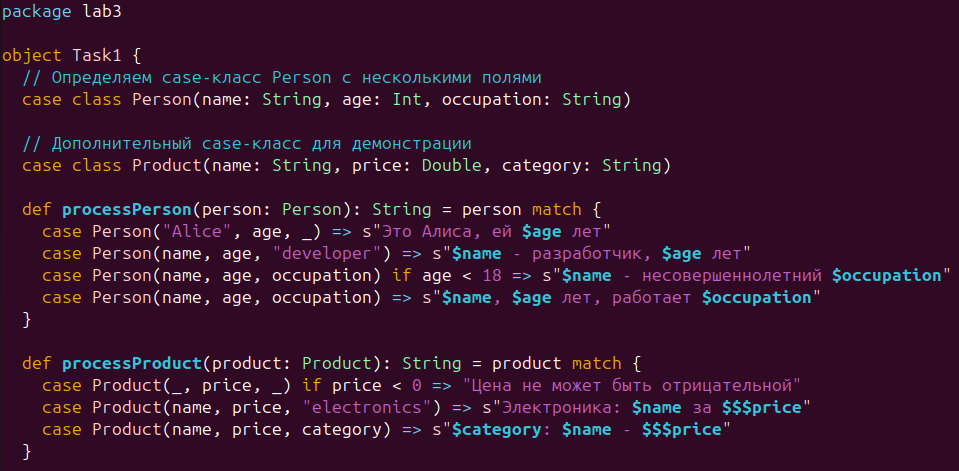 package lab3

object Task1 {
  // Определяем case-класс Person с несколькими полями
  case class Person(name: String, age: Int, occupation: String)

  // Дополнительный case-класс для демонстрации
  case class Product(name: String, price: Double, category: String)

  def processPerson(person: Person): String = person match {
    case Person("Alice", age, _) => s"Это Алиса, ей $age лет"
    case Person(name, age, "developer") => s"$name - разработчик, $age лет"
    case Person(name, age, occupation) if age < 18 => s"$name - несовершеннолетний $occupation"
    case Person(name, age, occupation) => s"$name, $age лет, работает $occupation"
  }

  def processProduct(product: Product): String = product match {
    case Product(_, price, _) if price < 0 => "Цена не может быть отрицательной"
    case Product(name, price, "electronics") => s"Электроника: $name за $$$price"
    case Product(name, price, category) => s"$category: $name - $$$price"
  }